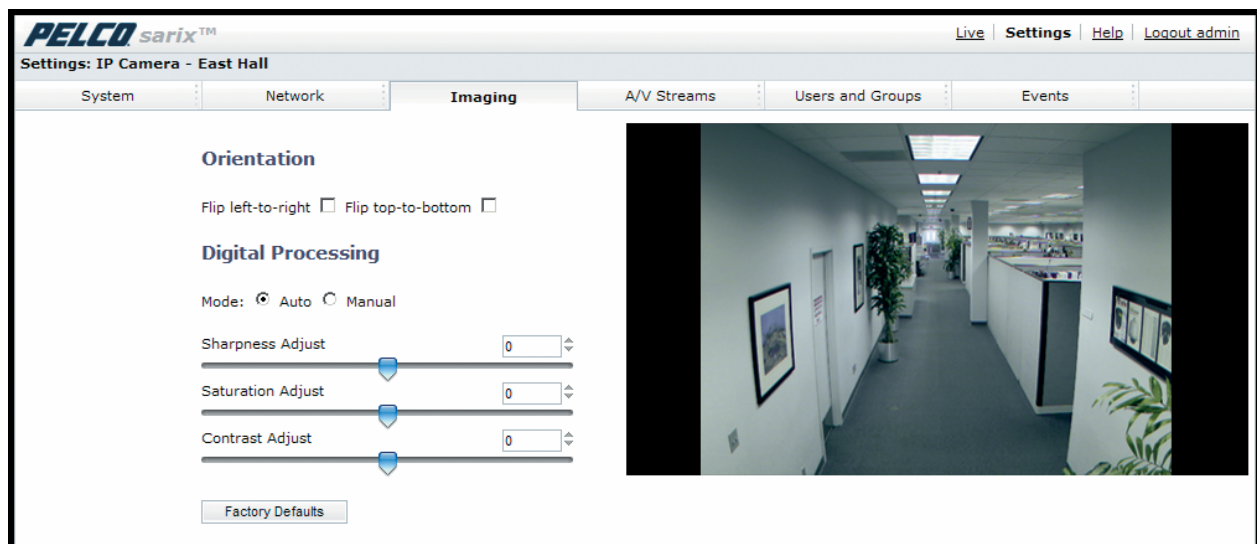 PELCO sarix™
Live | Settings | Help | Logout admin
Settings: IP Camera - East Hall
System Network Imaging A/V Streams Users and Groups Events
Orientation
Flip left-to-right Flip top-to-bottom
Digital Processing
Mode: Auto Manual
Sharpness Adjust 0
Saturation Adjust 0
Contrast Adjust 0
Factory Defaults